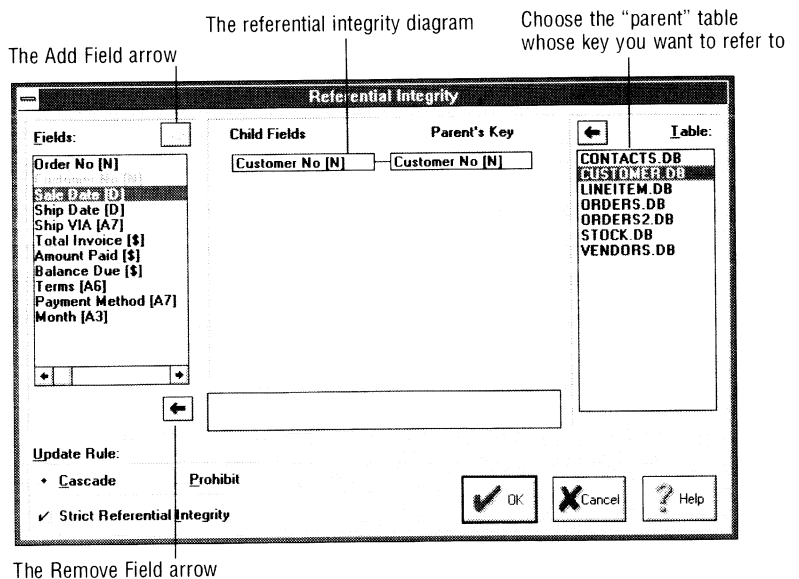 The referential integrity diagram
Choose the “parent” table
whose key you want to refer to
The Add Field arrow
Referential Integrity
Fields:
Child Fields
Parent's Key
Table:
Order No [N]
Customer No [N]
Sale Date [D]
Ship Date [D]
Ship VIA [A7]
Total Invoice [$]
Amount Paid [$]
Balance Due [$]
Terms [A6]
Payment Method [A7]
Month [A3]
Customer No [N]
Customer No [N]
CONTACTS.DB
CUSTOMER.DB
LINEITEM.DB
ORDERS.DB
ORDERS2.DB
STOCK.DB
VENDORS.DB
Update Rule:
Cascade
Prohibit
Strict Referential Integrity
OK
Cancel
Help
The Remove Field arrow